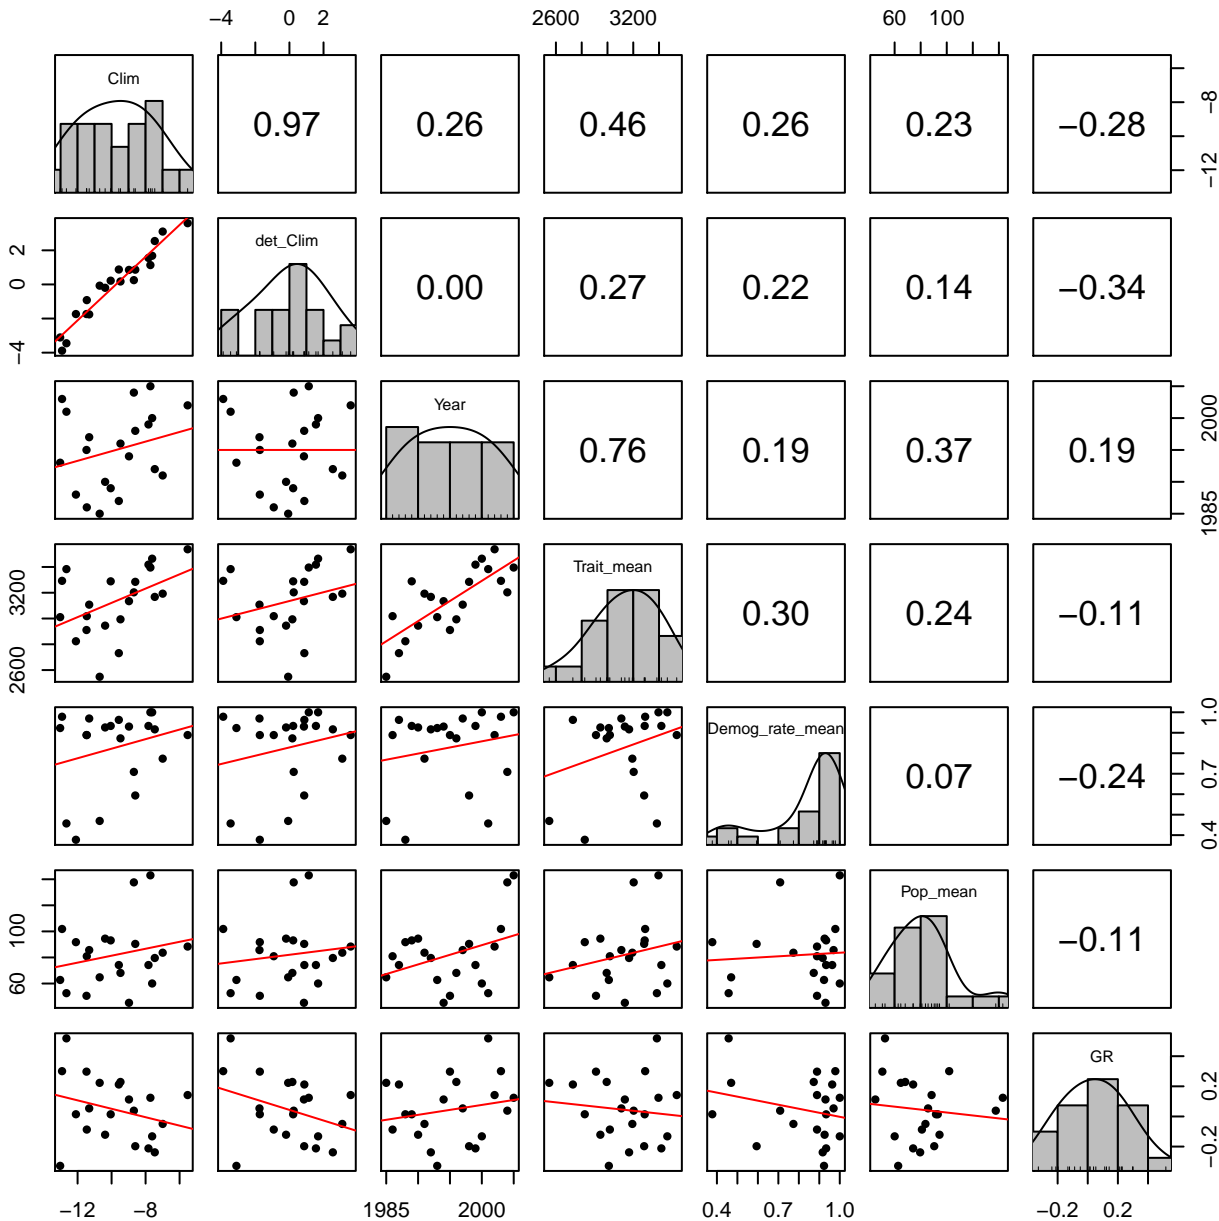 −4 0 2 2600 3200 60 100
Clim 0.97 0.26 0.46 0.26 0.23 −0.28 −12 −8
−4 0 2 det_Clim 0.00 0.27 0.22 0.14 −0.34
Year 0.76 0.19 0.37 0.19 1985 2000
2600 3200 Trait_mean 0.30 0.24 −0.11
Demog_rate_mean 0.07 −0.24 0.4 0.7 1.0
60 100 Pop_mean −0.11
GR −0.2 0.2
−12 −8 1985 2000 0.4 0.7 1.0 −0.2 0.2